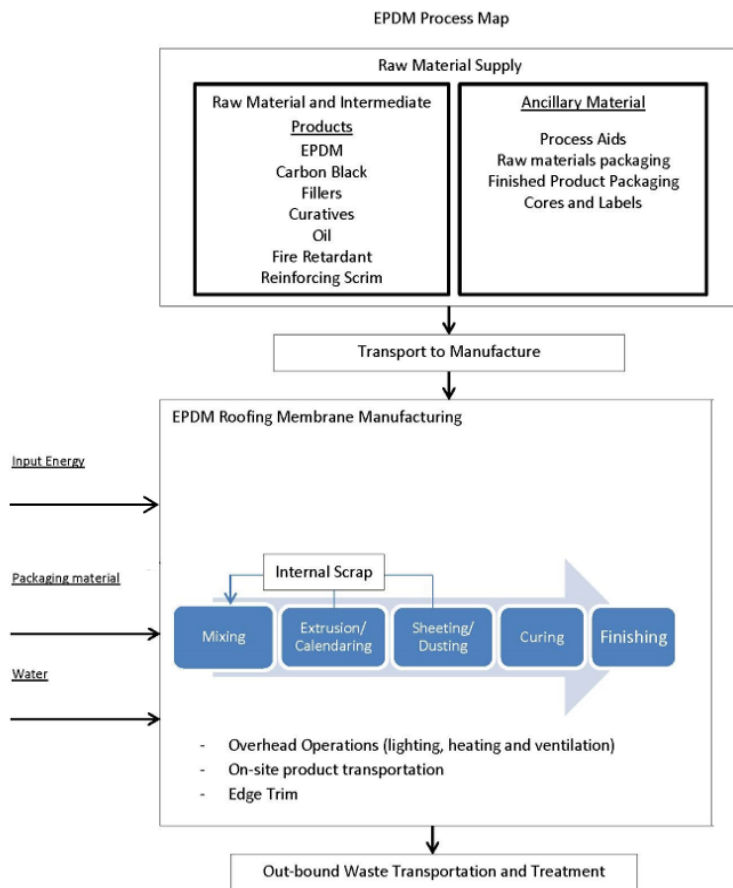 EPDM Process Map
Raw Material Supply
Raw Material and Intermediate
Products
EPDM
Carbon Black
Fillers
Curatives
Oil
Fire Retardant
Reinforcing Scrim
Ancillary Material
Process Aids
Raw materials packaging
Finished Product Packaging
Cores and Labels
Transport to Manufacture
EPDM Roofing Membrane Manufacturing
Input Energy
Packaging material
Water
Internal Scrap
Mixing
Extrusion/
Calendaring
Sheeting/
Dusting
Curing
Finishing
- Overhead Operations (lighting, heating and ventilation)
- On-site product transportation
- Edge Trim
Out-bound Waste Transportation and Treatment